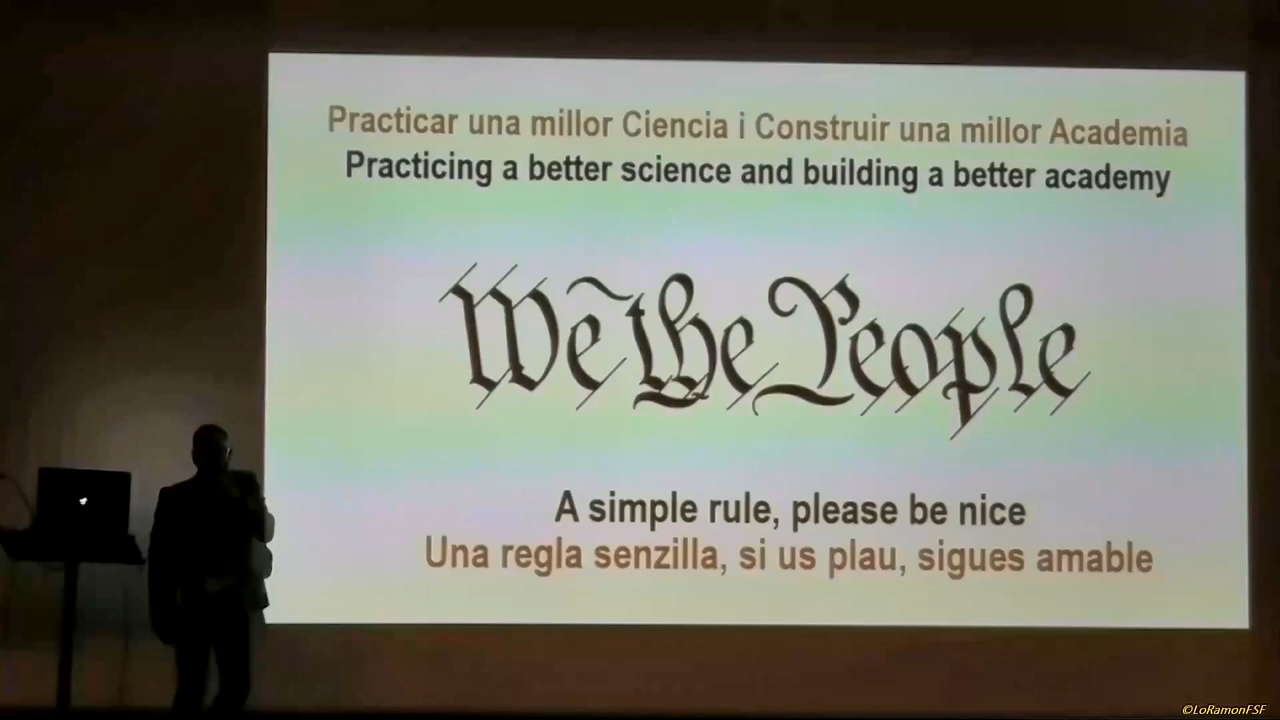 Practicar una millor Ciencia i Construir una millor Academia
Practicing a better science and building a better academy
We the People
A simple rule, please be nice
Una regla senzilla, si us plau, sigues amable
©LoRamonFSF